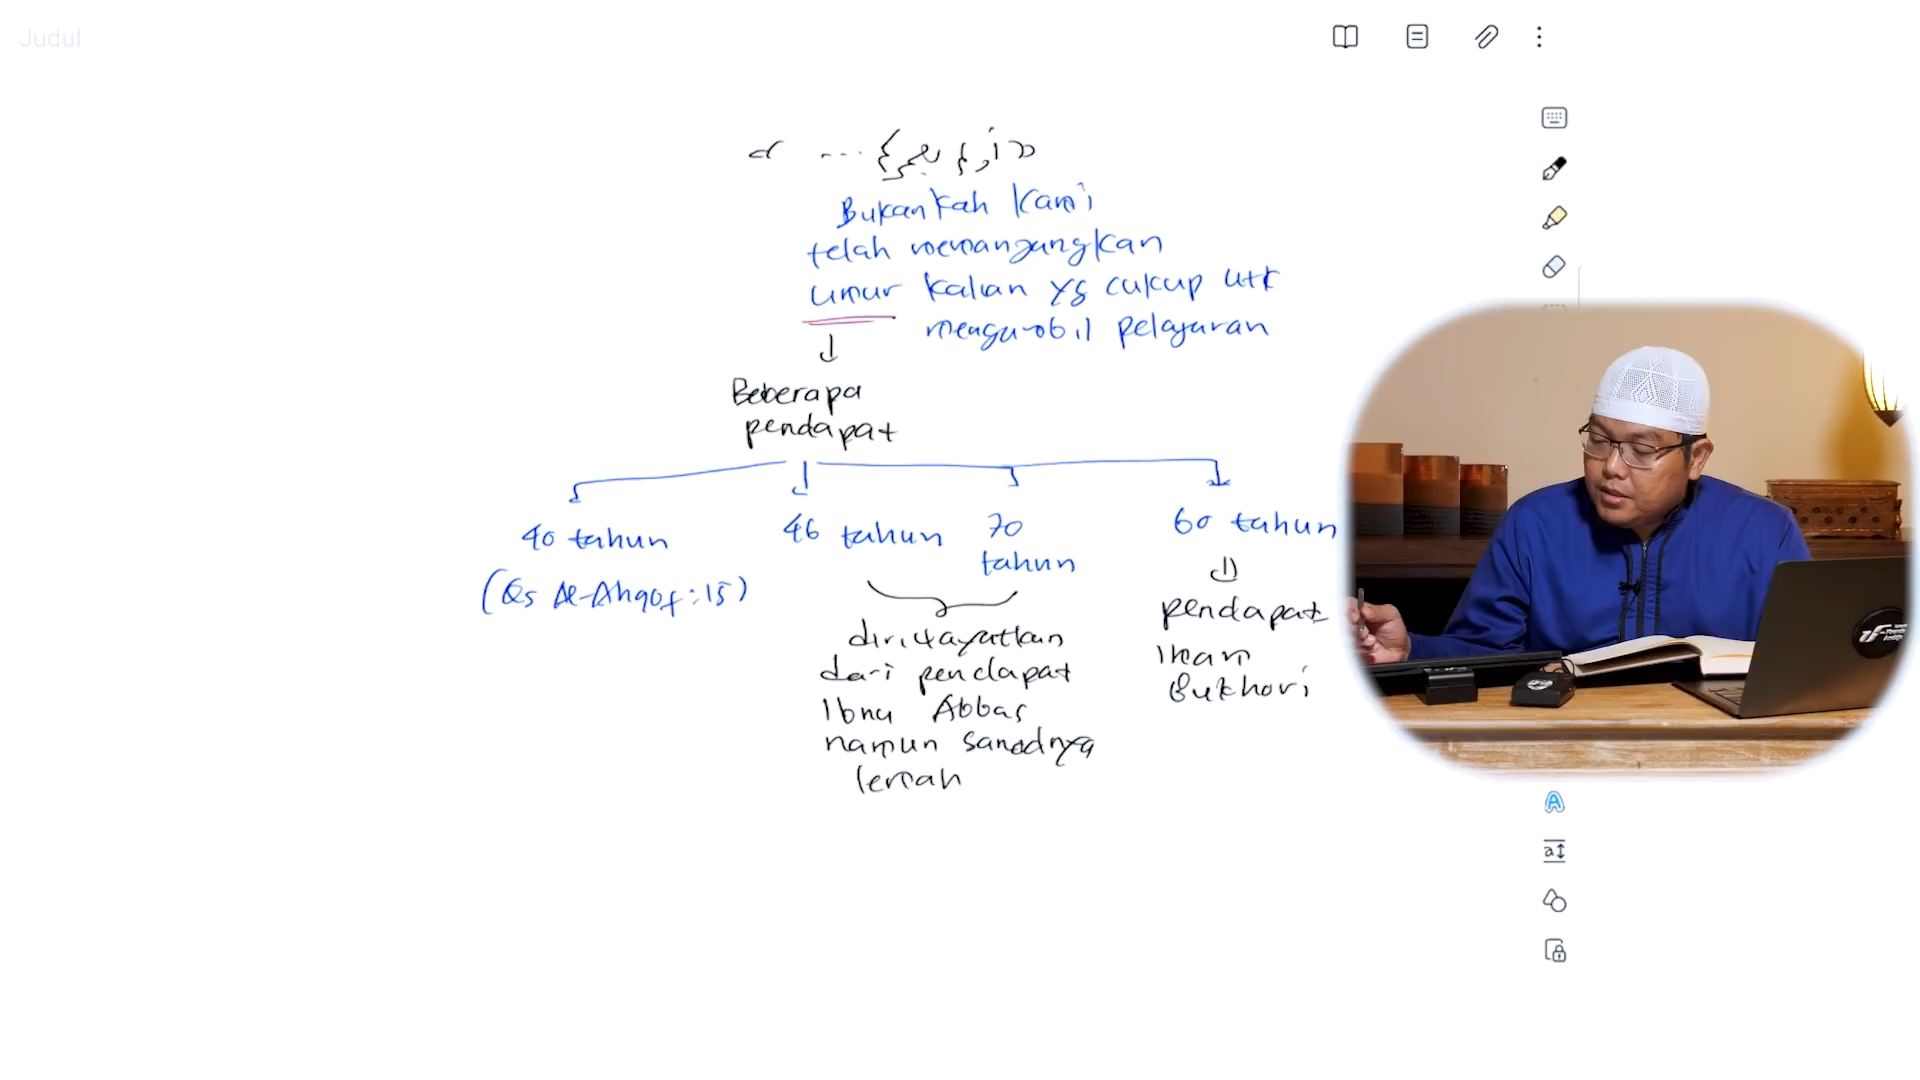 Judul
Bukankah Kami
telah memanjangkan
umur kalian yg cukup utk
mengambil pelajaran
Beberapa
pendapat
40 tahun
(Qs Al-Ahqof: 15)
46 tahun
70
tahun
diriwayatkan
dari pendapat
Ibnu Abbas
namun sanadnya
lemah
60 tahun
pendapat
Imam
Bukhori